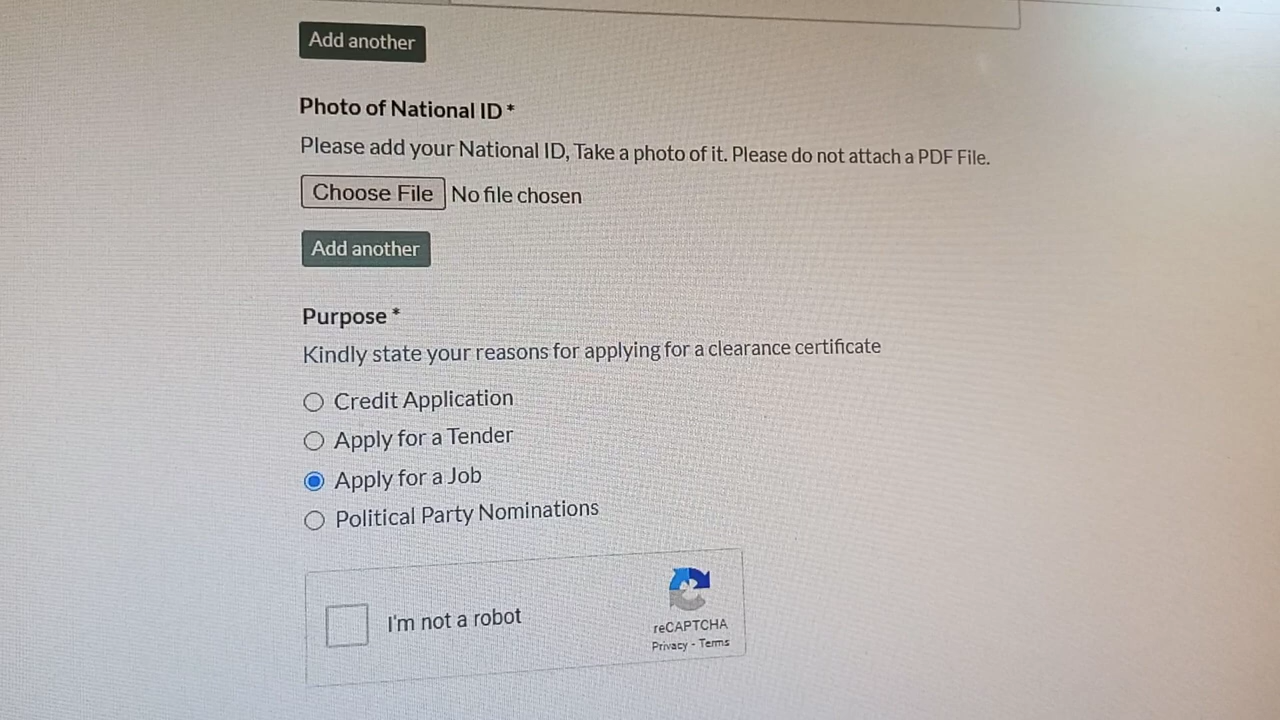 Add another
Photo of National ID *
Please add your National ID, Take a photo of it. Please do not attach a PDF File.
Choose File No file chosen
Add another
Purpose *
Kindly state your reasons for applying for a clearance certificate
Credit Application
Apply for a Tender
Apply for a Job
Political Party Nominations
I'm not a robot
reCAPTCHA
Privacy - Terms